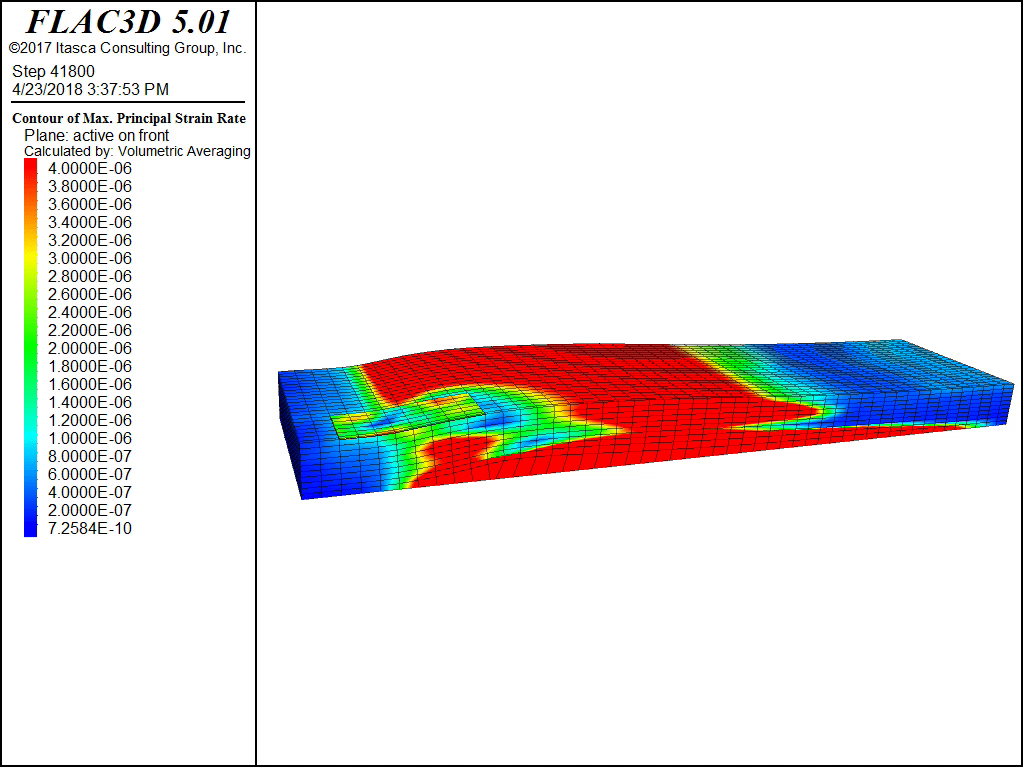 FLAC3D 5.01
©2017 Itasca Consulting Group, Inc.
Step 41800
4/23/2018 3:37:53 PM
Contour of Max. Principal Strain Rate
Plane: active on front
Calculated by: Volumetric Averaging
4.0000E-06
3.8000E-06
3.6000E-06
3.4000E-06
3.2000E-06
3.0000E-06
2.8000E-06
2.6000E-06
2.4000E-06
2.2000E-06
2.0000E-06
1.8000E-06
1.6000E-06
1.4000E-06
1.2000E-06
1.0000E-06
8.0000E-07
6.0000E-07
4.0000E-07
2.0000E-07
7.2584E-10